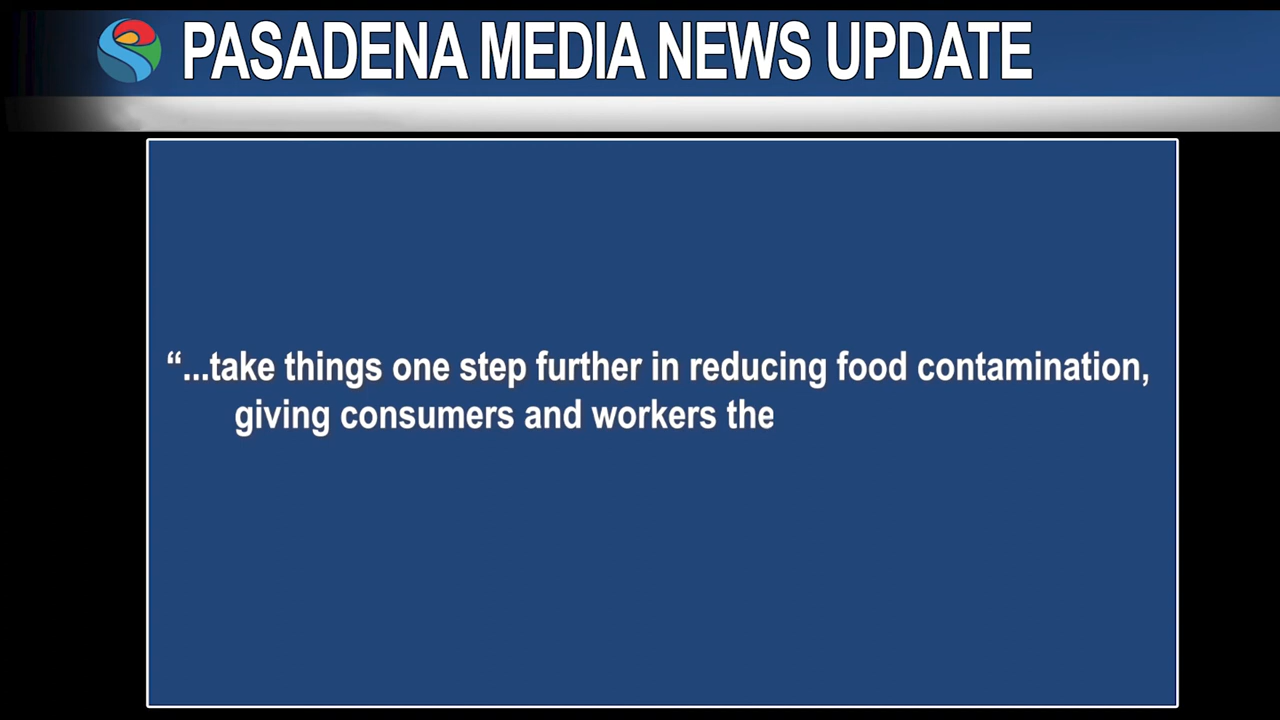 PASADENA MEDIA NEWS UPDATE
“...take things one step further in reducing food contamination,
giving consumers and workers the